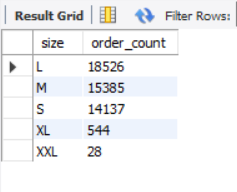 Result Grid Filter Rows:
size order_count
L 18526
M 15385
S 14137
XL 544
XXL 28